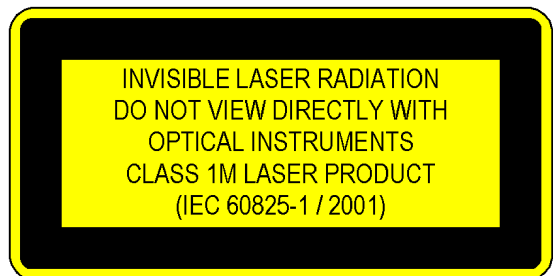 INVISIBLE LASER RADIATION
DO NOT VIEW DIRECTLY WITH
OPTICAL INSTRUMENTS
CLASS 1M LASER PRODUCT
(IEC 60825-1 / 2001)